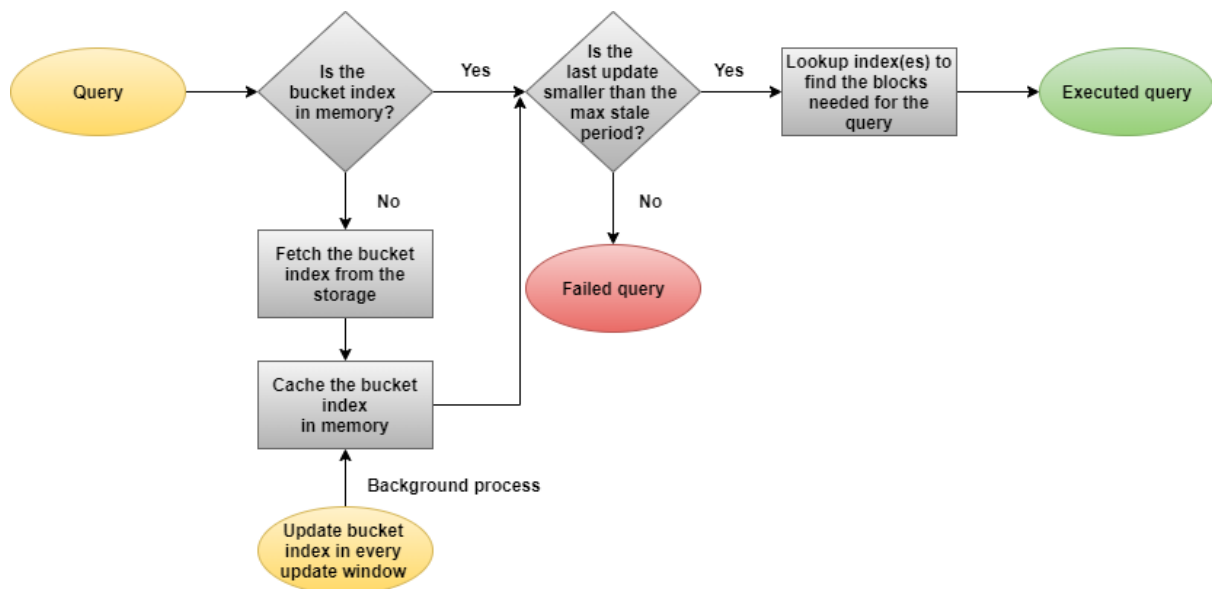 Query
Is the
bucket index
in memory?
Yes
Is the
last update
smaller than the
max stale
period?
Yes
Lookup index(es) to
find the blocks
needed for the
query
Executed query
No
Fetch the bucket
index from the
storage
No
Failed query
Cache the bucket
index
in memory
Background process
Update bucket
index in every
update window